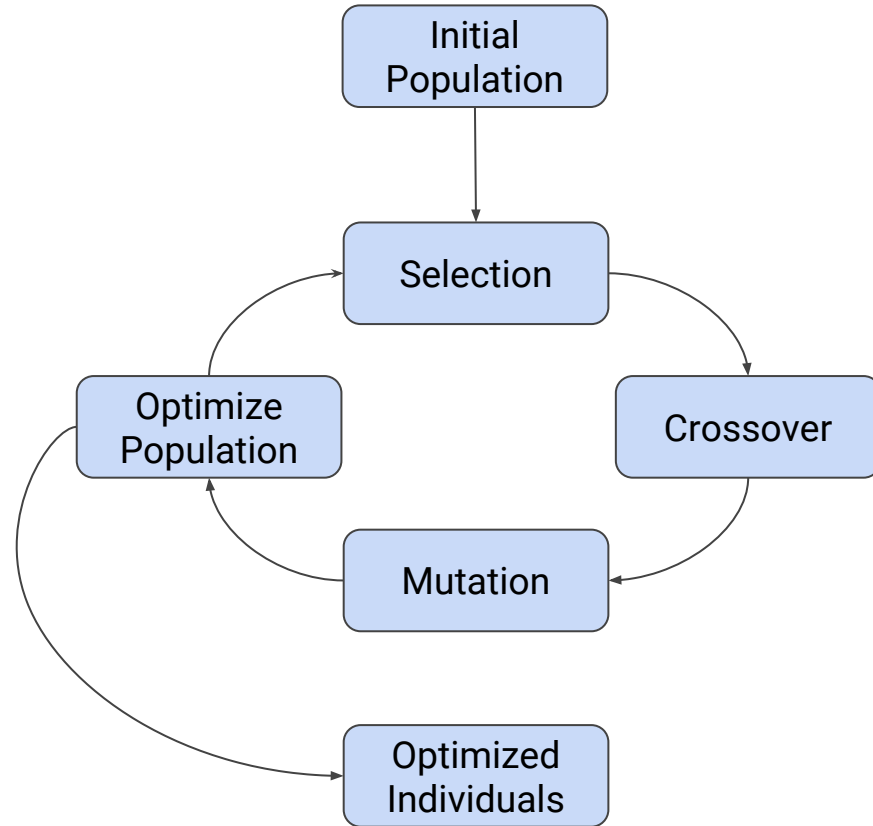 Initial
Population
Selection
Optimize
Population
Crossover
Mutation
Optimized
Individuals